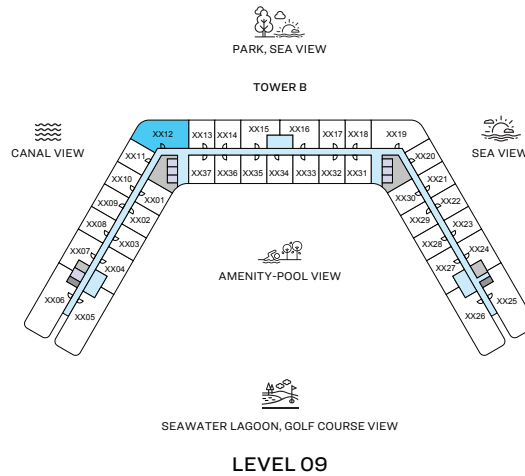 PARK, SEA VIEW
TOWER B
XX12
XX13
XX14
XX15
XX16
XX17
XX18
XX19
CANAL VIEW
SEA VIEW
XX11
XX20
XX10
XX37
XX36
XX35
XX34
XX33
XX32
XX31
XX21
XX09
XX01
XX30
XX22
XX08
XX02
XX29
XX23
XX07
XX03
XX28
XX24
XX04
XX27
AMENITY-POOL VIEW
XX06
XX25
XX05
XX26
SEAWATER LAGOON, GOLF COURSE VIEW
LEVEL 09